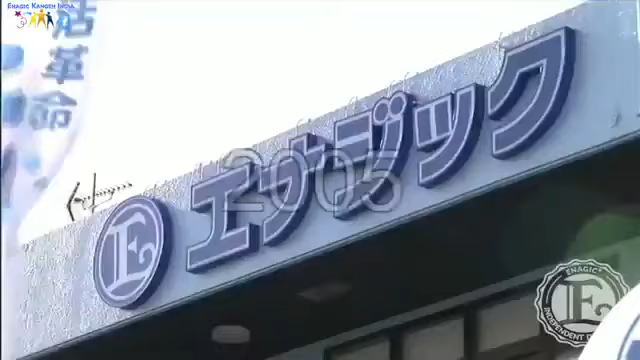 Enagic Kangen India
活革命
エナジック
2005
E
ENAGIC®
INDEPENDENT
E